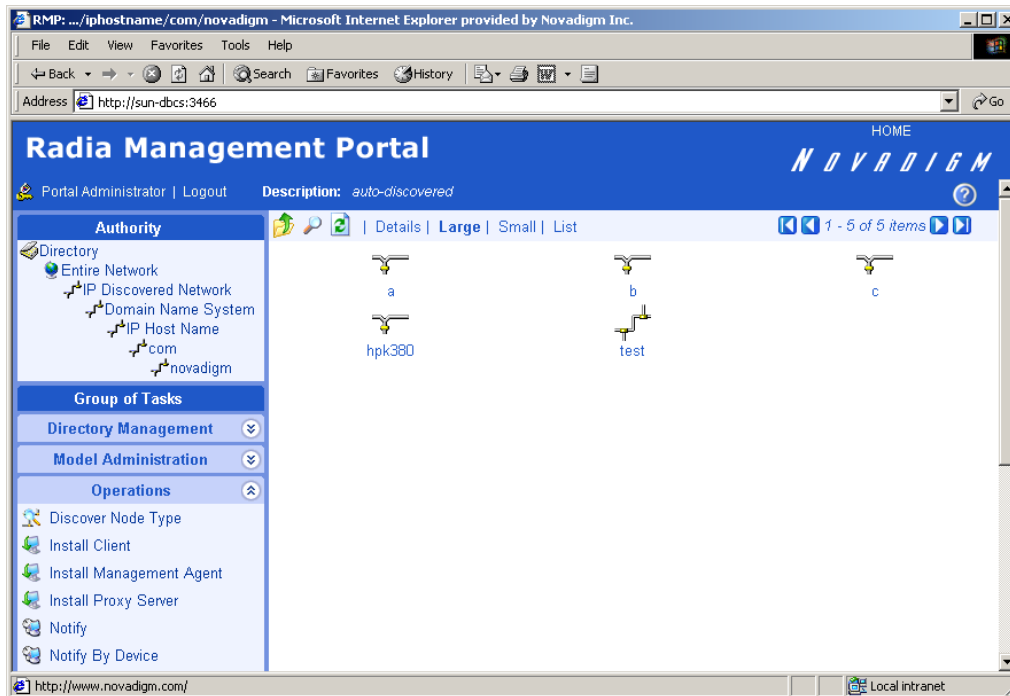 RMP: .../iphostname/com/novadigm - Microsoft Internet Explorer provided by Novadigm Inc.
File Edit View Favorites Tools Help
Back Search Favorites History
Address http://sun-dbcs:3466 Go
Radia Management Portal
HOME
NOVADIGM
Portal Administrator | Logout Description: auto-discovered
Authority
| Details | Large | Small | List
1 - 5 of 5 items
Directory
Entire Network
IP Discovered Network
Domain Name System
IP Host Name
com
novadigm
a b c
hpk380 test
Group of Tasks
Directory Management
Model Administration
Operations
Discover Node Type
Install Client
Install Management Agent
Install Proxy Server
Notify
Notify By Device
http://www.novadigm.com/ Local intranet